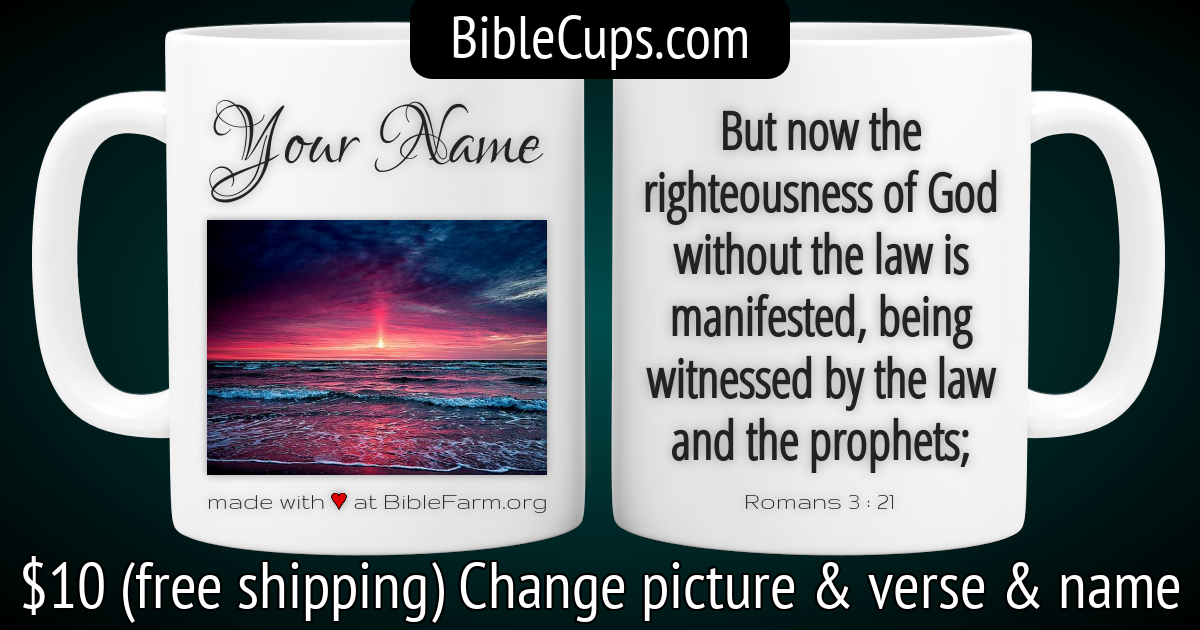 BibleCups.com
Your Name
made with ♥ at BibleFarm.org
But now the
righteousness of God
without the law is
manifested, being
witnessed by the law
and the prophets;
Romans 3 : 21
$10 (free shipping) Change picture & verse & name